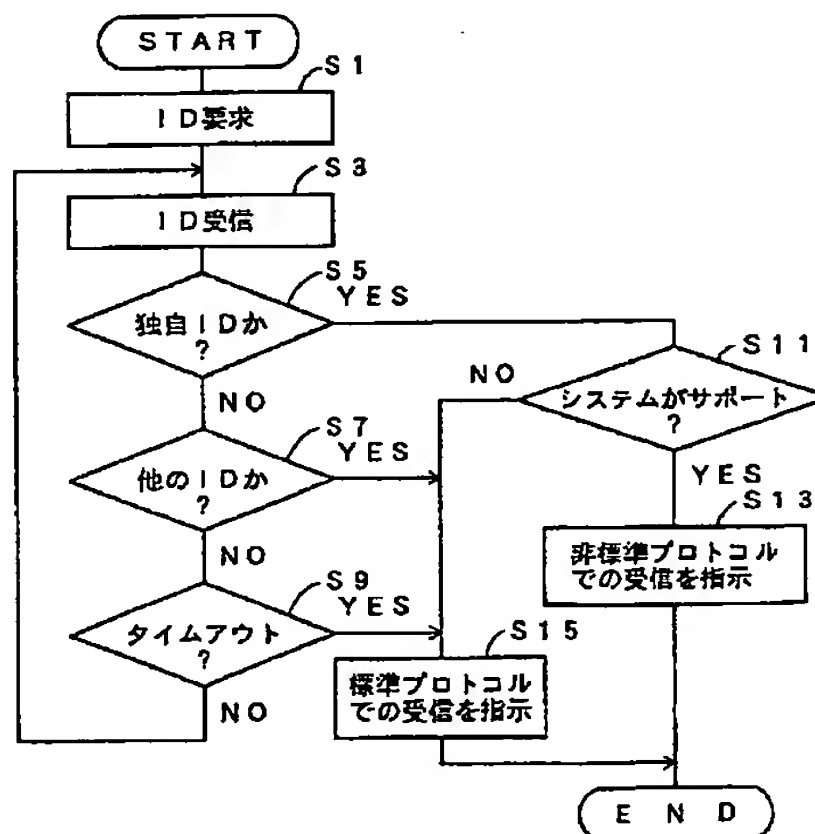 START
S1
ID要求
S3
ID受信
S5
YES
独自IDか
?
NO
S7
YES
他のIDか
?
NO
S9
YES
タイムアウト
?
NO
S11
NO
システムがサポート
?
YES
S13
非標準プロトコル
での受信を指示
S15
標準プロトコル
での受信を指示
END